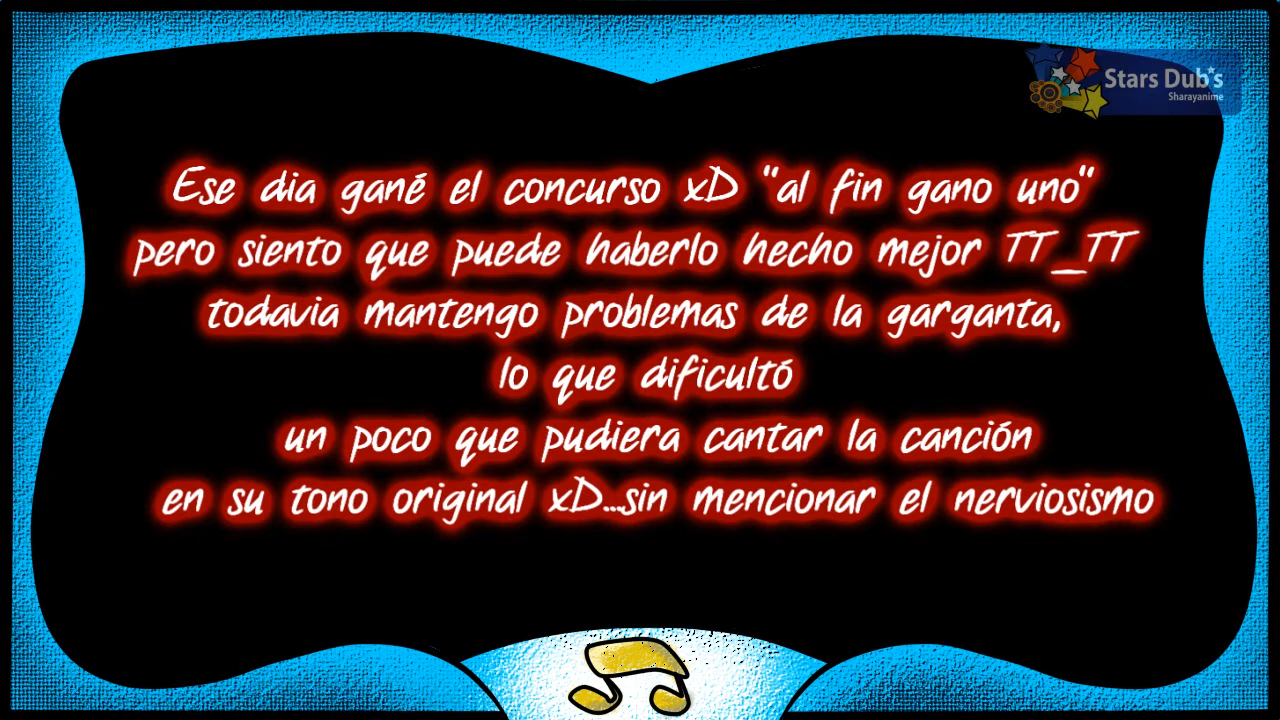 Stars Dub's
Sharayanime
Ese dia gané el concurso xD "al fin gano uno"
pero siento que puede haberlo hecho mejor TT_TT
todavia mantengo problemas de la garganta,
lo que dificultó
un poco que pudiera cantar la canción
en su tono original xD...sin mencionar el nerviosismo